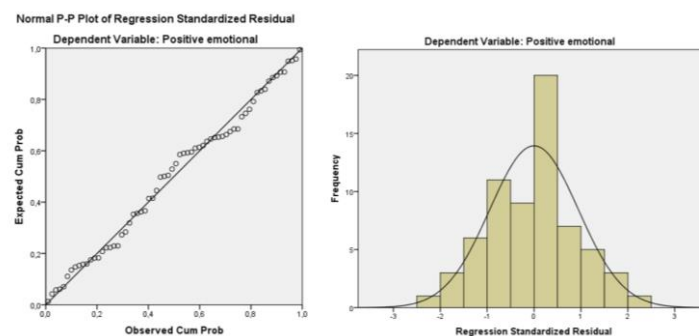 Normal P-P Plot of Regression Standardized Residual
Dependent Variable: Positive emotional
1,0
0,8
0,6
0,4
0,2
0,0
0,0 0,2 0,4 0,6 0,8 1,0
Expected Cum Prob
Observed Cum Prob
Dependent Variable: Positive emotional
20
15
10
5
0
-3 -2 -1 0 1 2 3
Frequency
Regression Standardized Residual